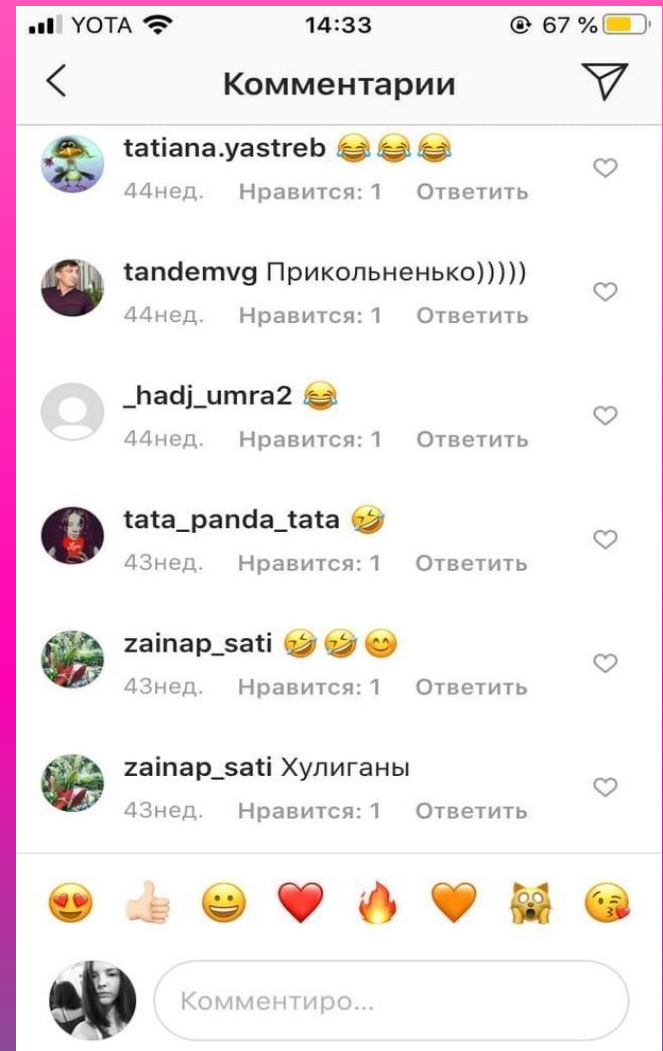 YOTA 14:33 67 %
Комментарии
tatiana.yastreb 😂😂😂
44нед. Нравится: 1 Ответить
tandemvg Прикольненько)))))
44нед. Нравится: 1 Ответить
_hadj_umra2 😂
44нед. Нравится: 1 Ответить
tata_panda_tata 🤣
43нед. Нравится: 1 Ответить
zainap_sati 🤣🤣😊
43нед. Нравится: 1 Ответить
zainap_sati Хулиганы
43нед. Нравится: 1 Ответить
😍👍🏻😀❤️🔥🧡🙀😘
Комментиро...